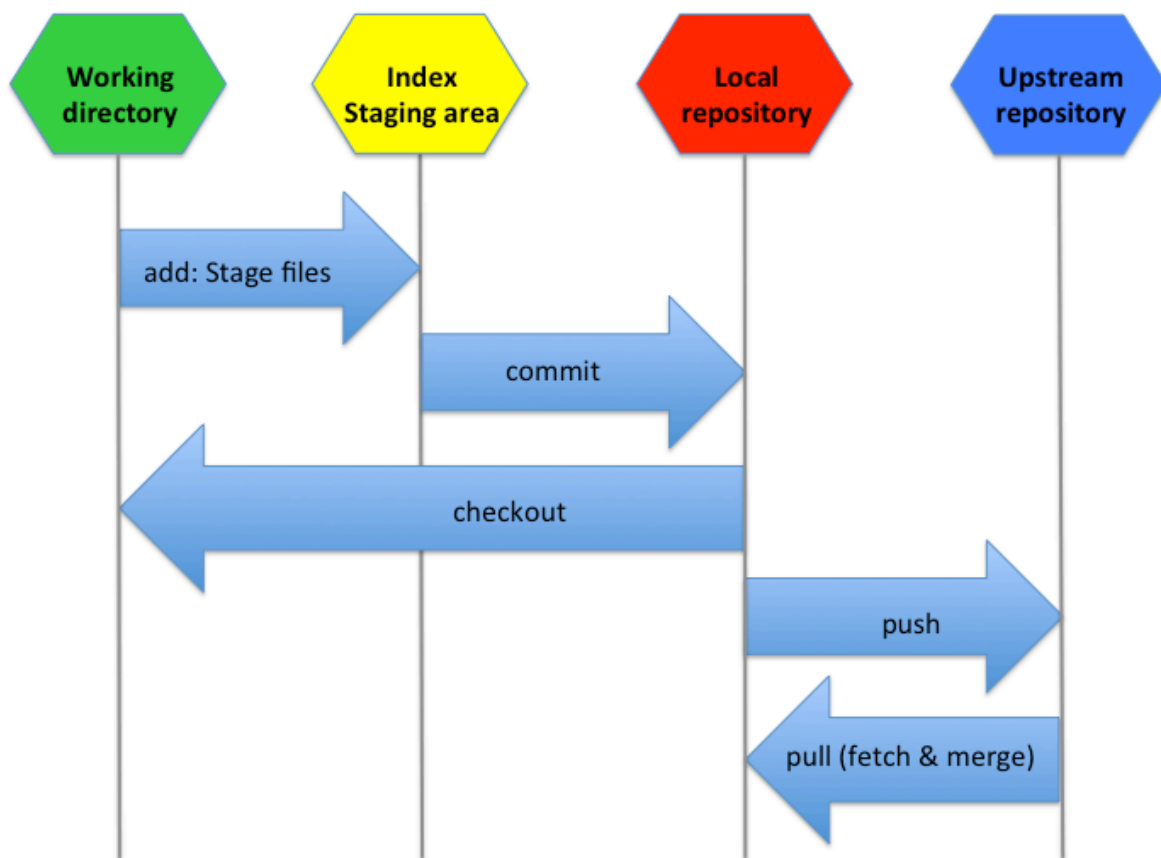 Working
directory
Index
Staging area
Local
repository
Upstream
repository
add: Stage files
commit
checkout
push
pull (fetch & merge)